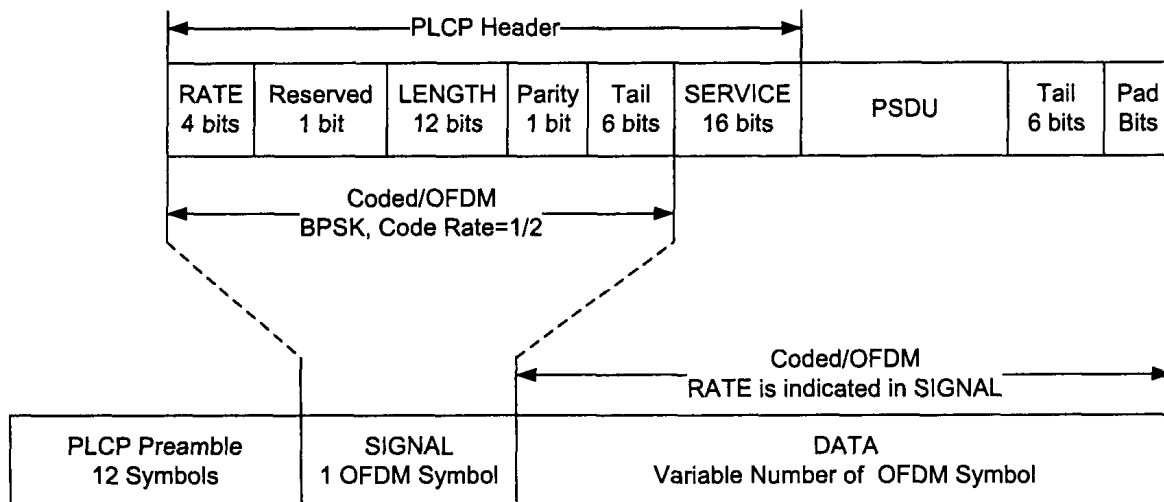 PLCP Header
RATE
4 bits
Reserved
1 bit
LENGTH
12 bits
Parity
1 bit
Tail
6 bits
SERVICE
16 bits
PSDU
Tail
6 bits
Pad
Bits
Coded/OFDM
BPSK, Code Rate=1/2
Coded/OFDM
RATE is indicated in SIGNAL
PLCP Preamble
12 Symbols
SIGNAL
1 OFDM Symbol
DATA
Variable Number of OFDM Symbol